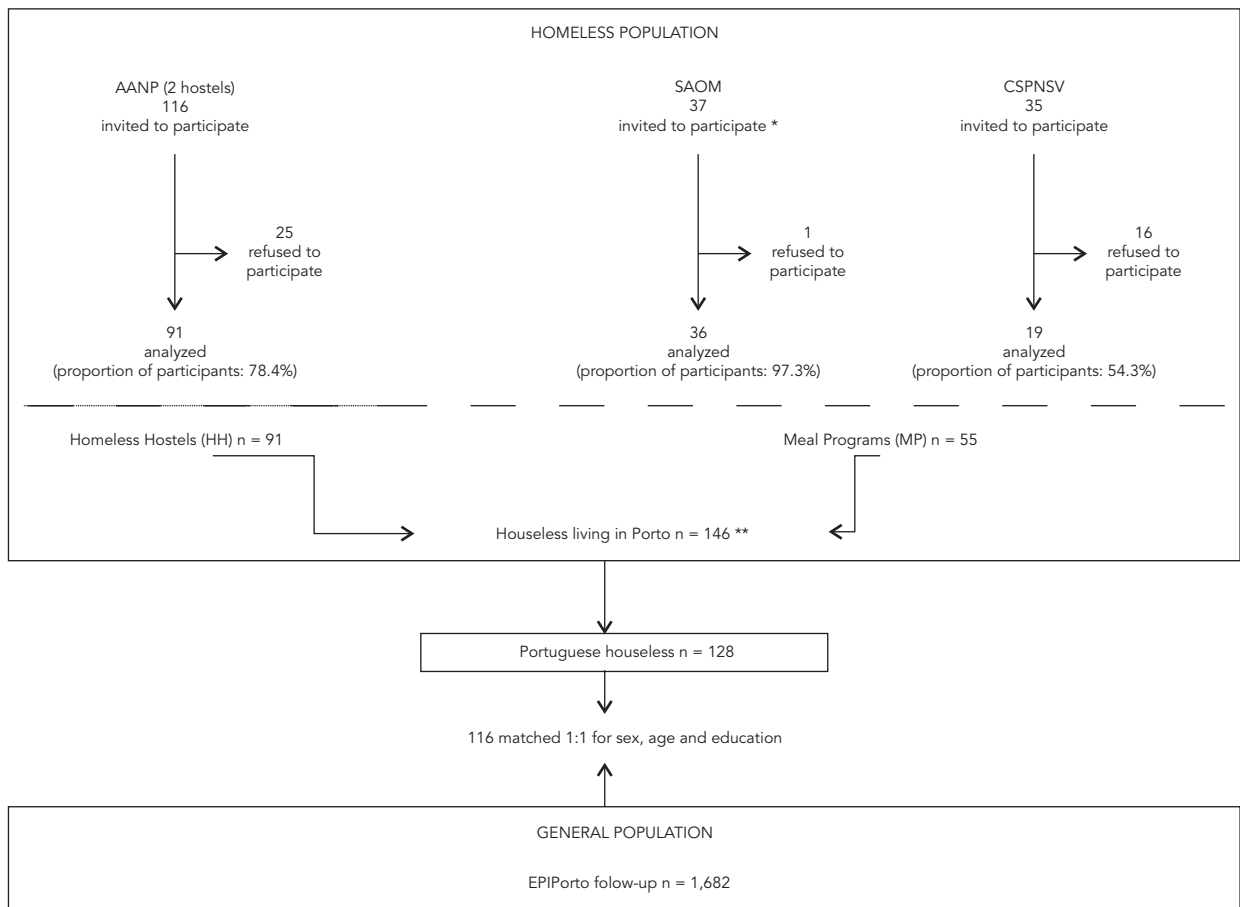 HOMELESS POPULATION
AANP (2 hostels)
116
invited to participate
25
refused to
participate
91
analyzed
(proportion of participants: 78.4%)
SAOM
37
invited to participate *
1
refused to
participate
36
analyzed
(proportion of participants: 97.3%)
CSPNSV
35
invited to participate
16
refused to
participate
19
analyzed
(proportion of participants: 54.3%)
Homeless Hostels (HH) n = 91
Meal Programs (MP) n = 55
Houseless living in Porto n = 146 **
Portuguese houseless n = 128
116 matched 1:1 for sex, age and education
GENERAL POPULATION
EPIPorto folow-up n = 1,682